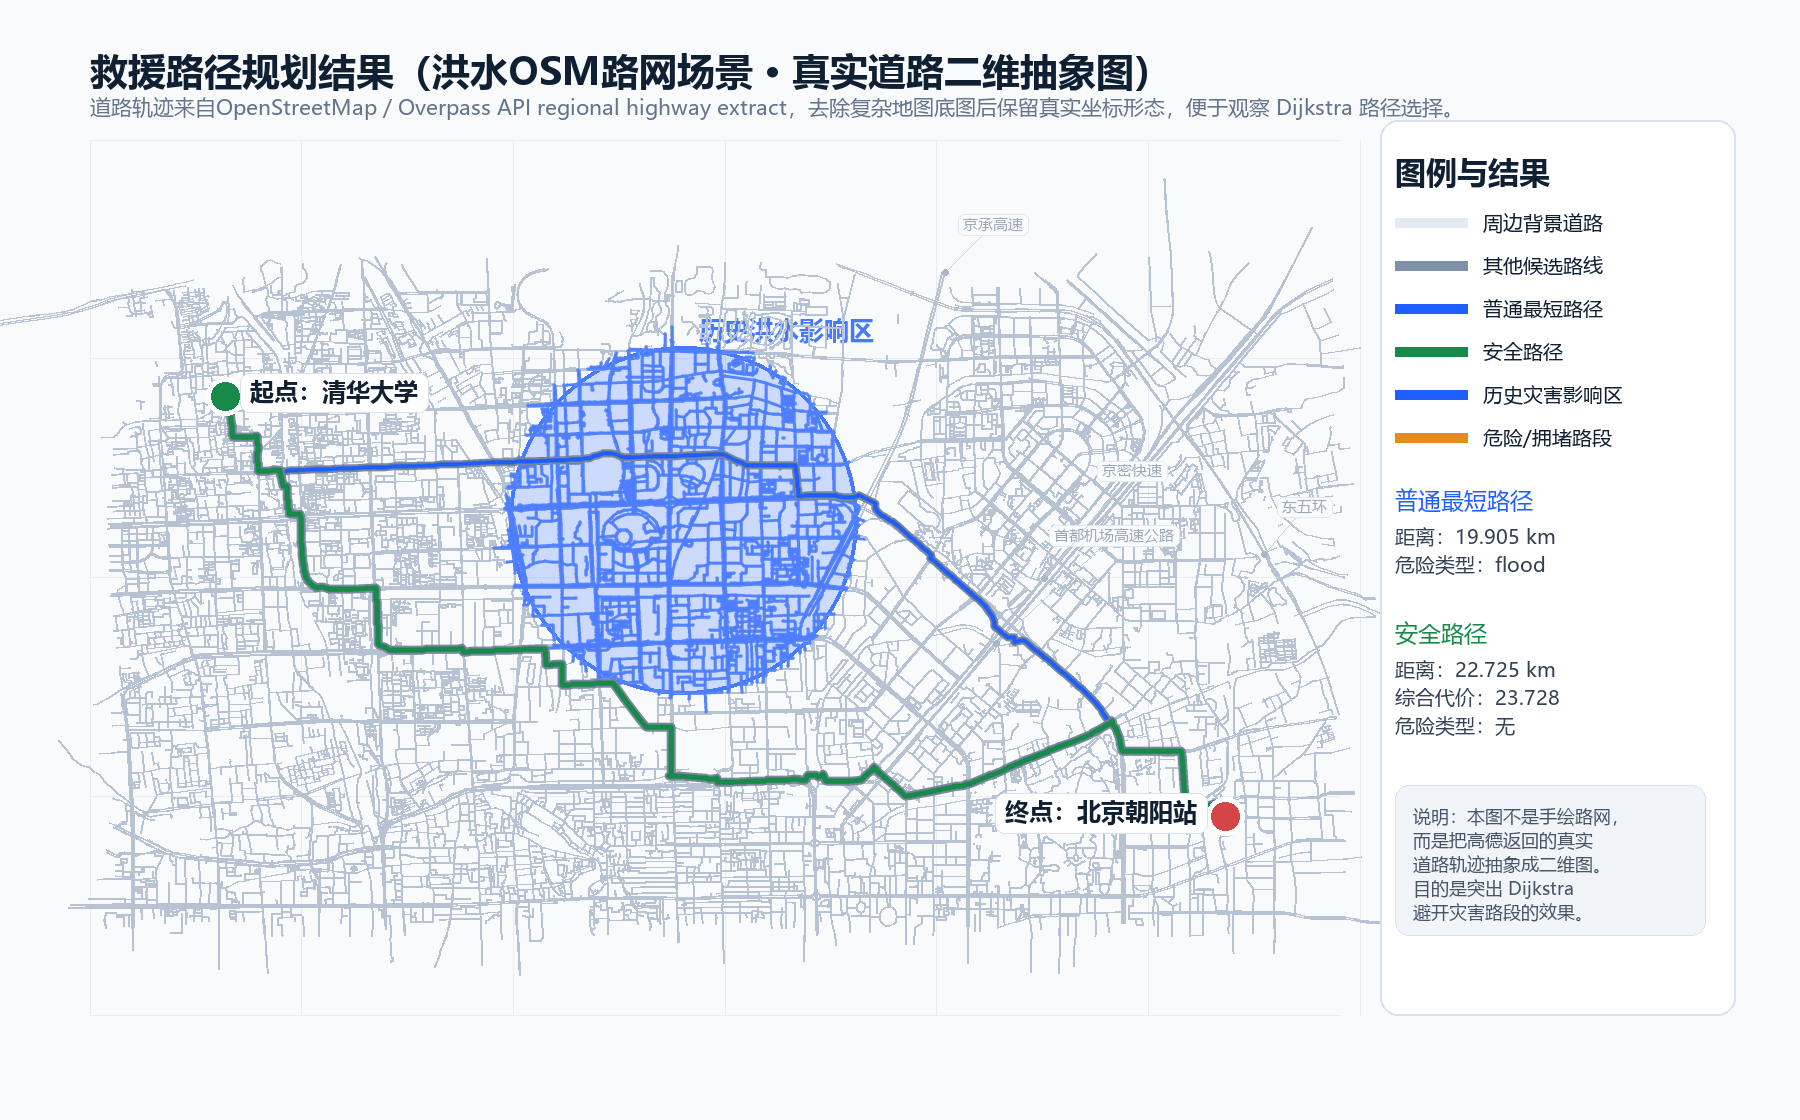 救援路径规划结果（洪水OSM路网场景 • 真实道路二维抽象图）
道路轨迹来自OpenStreetMap / Overpass API regional highway extract，去除复杂地图底图后保留真实坐标形态，便于观察 Dijkstra 路径选择。
京承高速
历史洪水影响区
起点：清华大学
京密快速
东五环
首都机场高速公路
终点：北京朝阳站
图例与结果
周边背景道路
其他候选路线
普通最短路径
安全路径
历史灾害影响区
危险/拥堵路段
普通最短路径
距离：19.905 km
危险类型：flood
安全路径
距离：22.725 km
综合代价：23.728
危险类型：无
说明：本图不是手绘路网，
而是把高德返回的真实
道路轨迹抽象成二维图。
目的是突出 Dijkstra
避开灾害路段的效果。